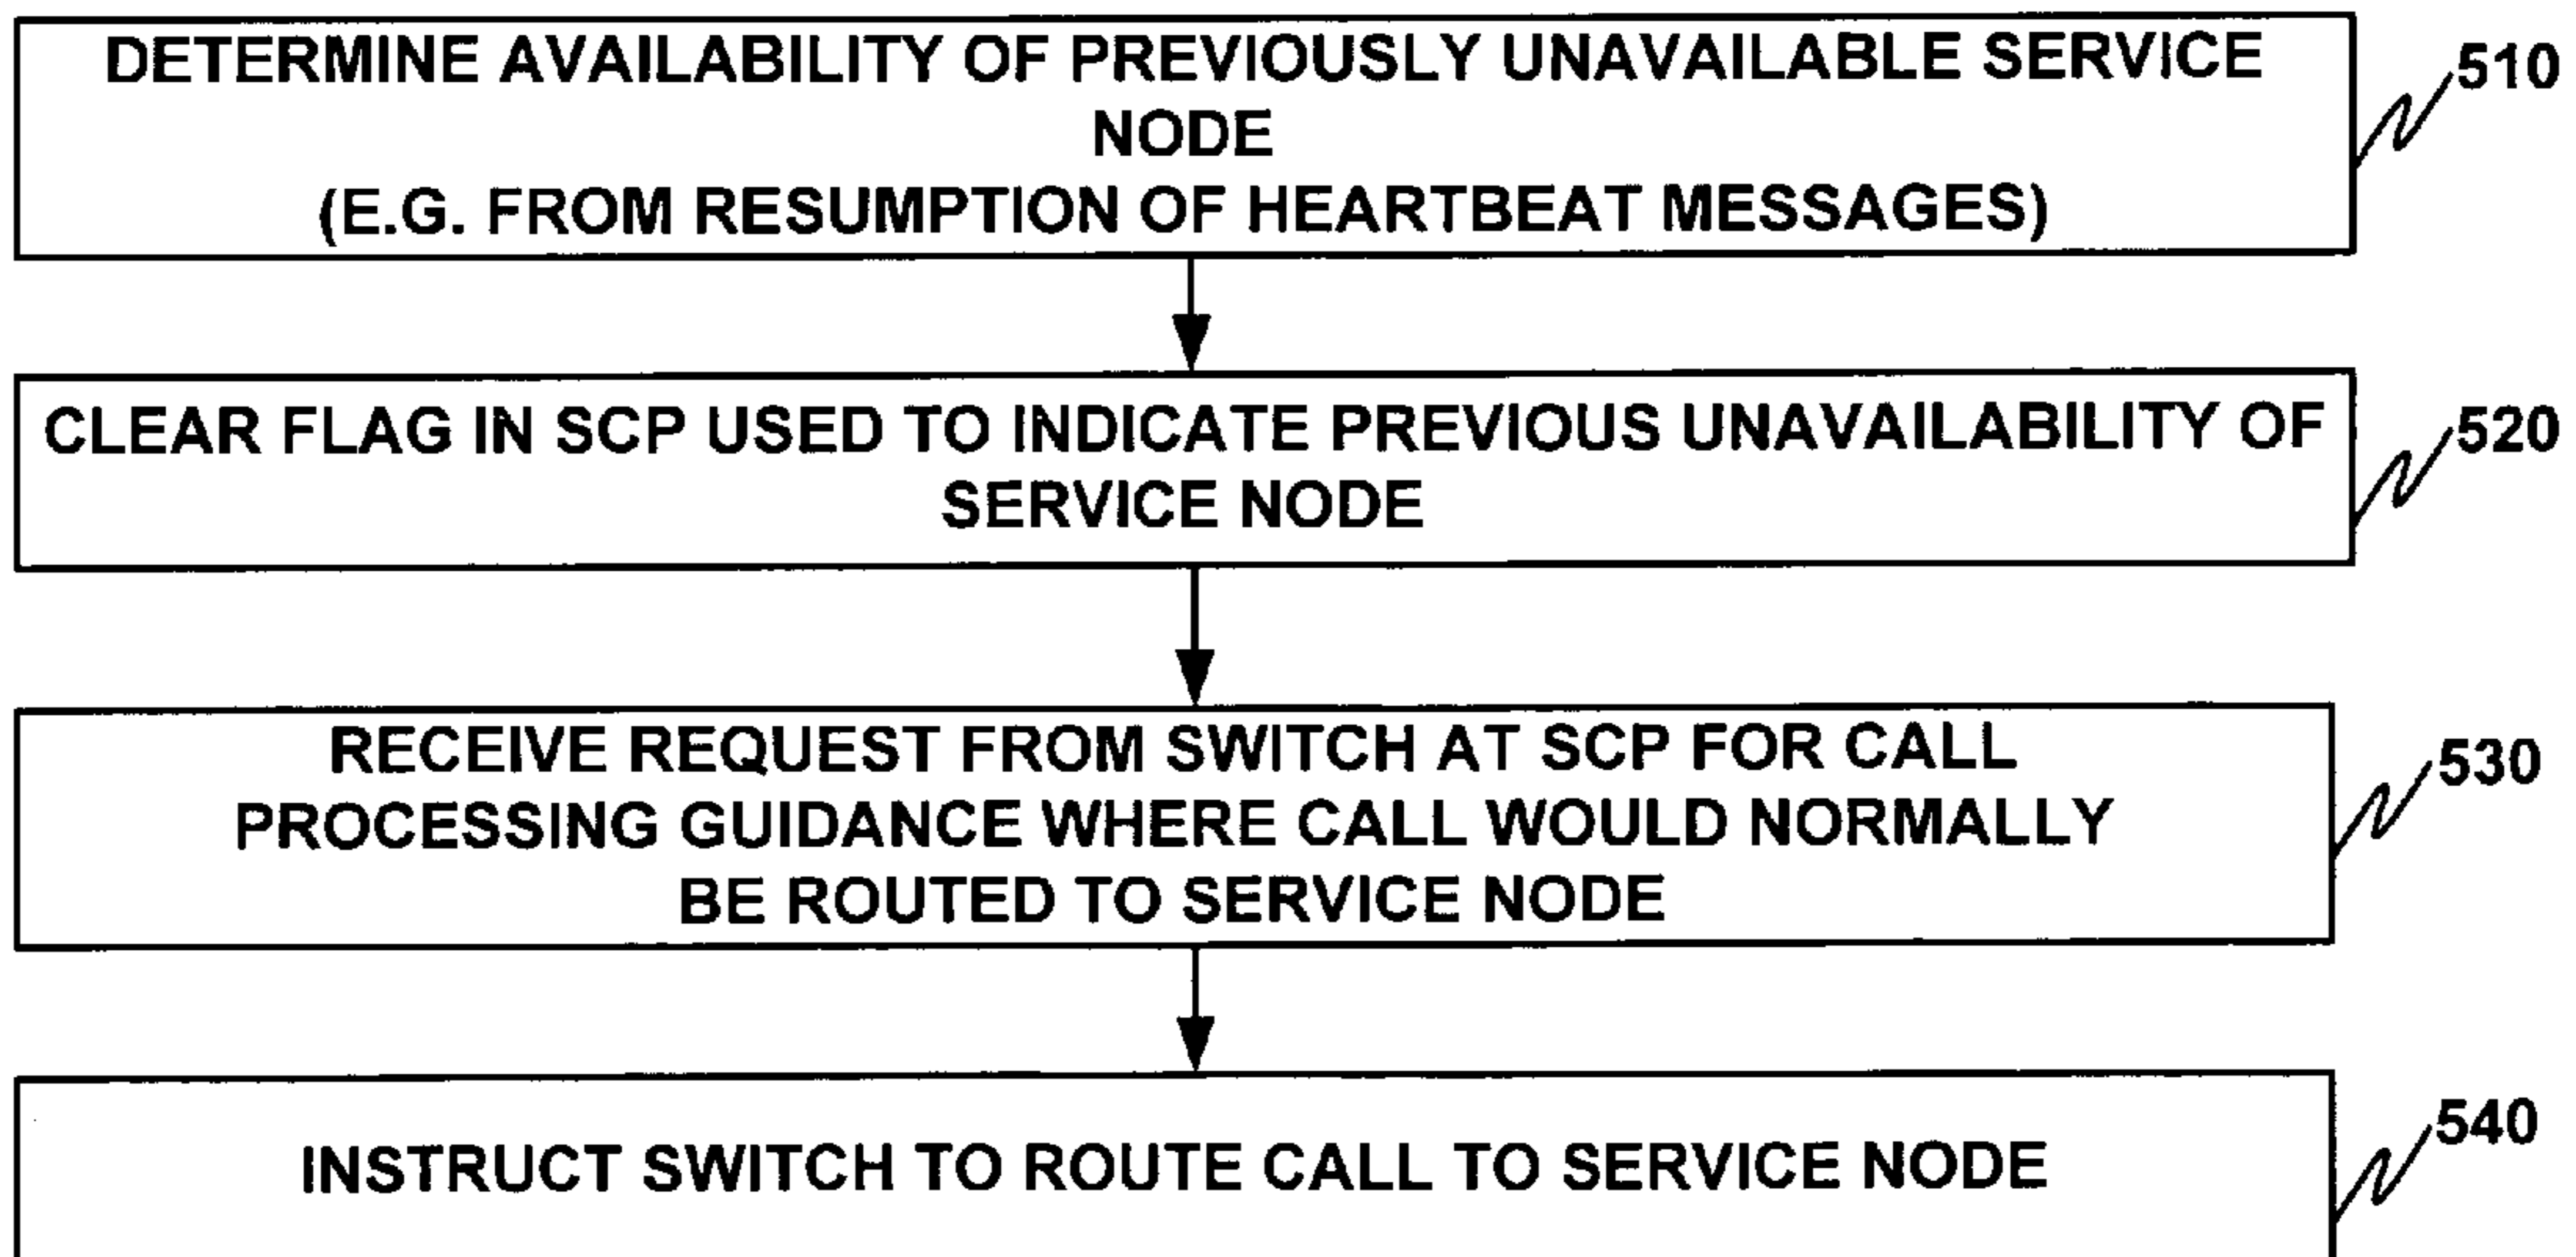 DETERMINE AVAILABILITY OF PREVIOUSLY UNAVAILABLE SERVICE
NODE
(E.G. FROM RESUMPTION OF HEARTBEAT MESSAGES)
510
CLEAR FLAG IN SCP USED TO INDICATE PREVIOUS UNAVAILABILITY OF
SERVICE NODE
520
RECEIVE REQUEST FROM SWITCH AT SCP FOR CALL
PROCESSING GUIDANCE WHERE CALL WOULD NORMALLY
BE ROUTED TO SERVICE NODE
530
INSTRUCT SWITCH TO ROUTE CALL TO SERVICE NODE
540